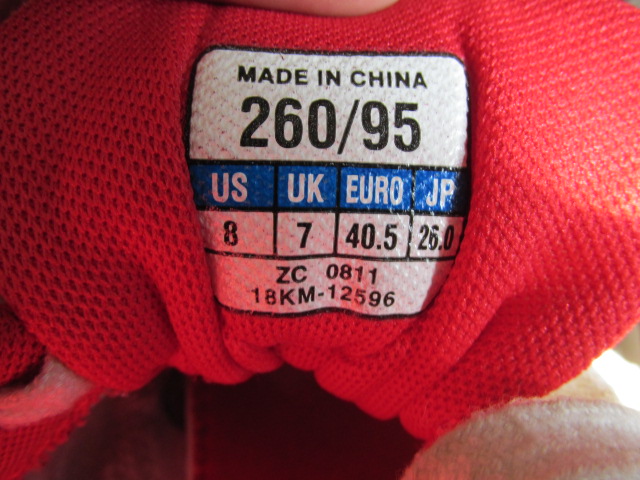 MADE IN CHINA
260/95
US UK EURO JP
8 7 40.5 26.0
ZC 0811
18KM-12596